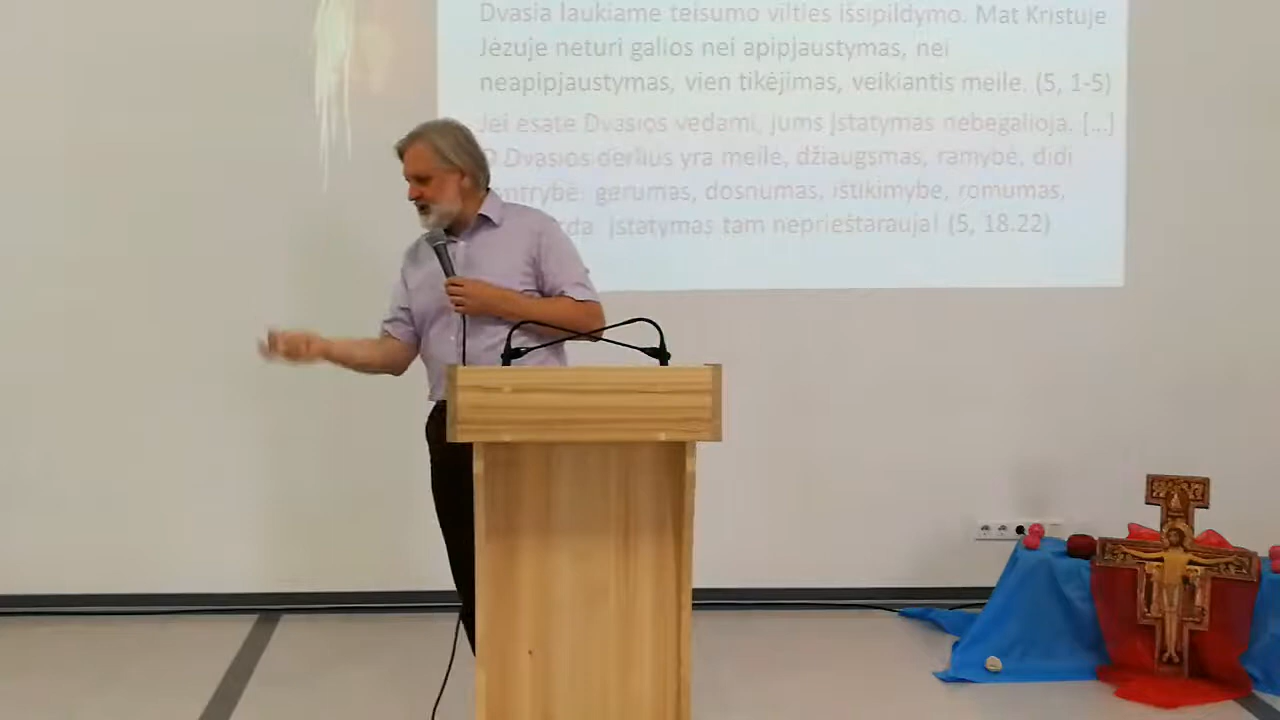 Dvasia laukiame teisumo vilties išsipildymo. Mat Kristuje
Jėzuje neturi galios nei apipjaustymas, nei
neapipjaustymas, vien tikėjimas, veikiantis meile. (5, 1-5)
Jei esate Dvasios vedami, jums įstatymas nebegalioja. [...]
O Dvasios derlius yra meilė, džiaugsmas, ramybė, didi
gerumas, dosnumas, ištikimybė, romumas,
įstatymas tam neprieštarauja! (5, 18.22)